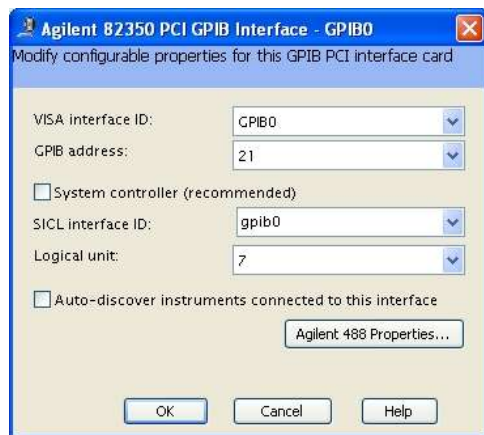 Agilent 82350 PCI GPIB Interface - GPIB0
Modify configurable properties for this GPIB PCI interface card
VISA interface ID: GPIB0
GPIB address: 21
System controller (recommended)
SICL interface ID: gpib0
Logical unit: 7
Auto-discover instruments connected to this interface
Agilent 488 Properties...
OK Cancel Help